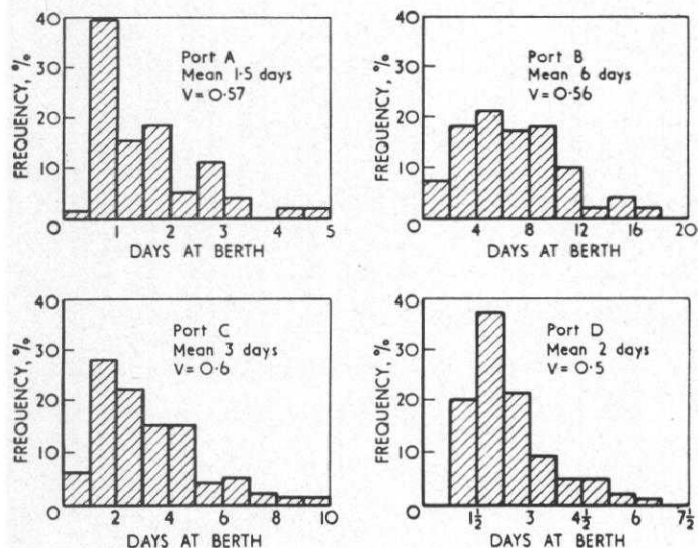 40
30
20
10
0
FREQUENCY, %
Port A
Mean 1·5 days
V = 0·57
1 2 3 4 5
DAYS AT BERTH
40
30
20
10
0
FREQUENCY, %
Port B
Mean 6 days
V = 0·56
4 8 12 16 20
DAYS AT BERTH
40
30
20
10
0
FREQUENCY, %
Port C
Mean 3 days
V = 0·6
2 4 6 8 10
DAYS AT BERTH
40
30
20
10
0
FREQUENCY, %
Port D
Mean 2 days
V = 0·5
1½ 3 4½ 6 7½
DAYS AT BERTH